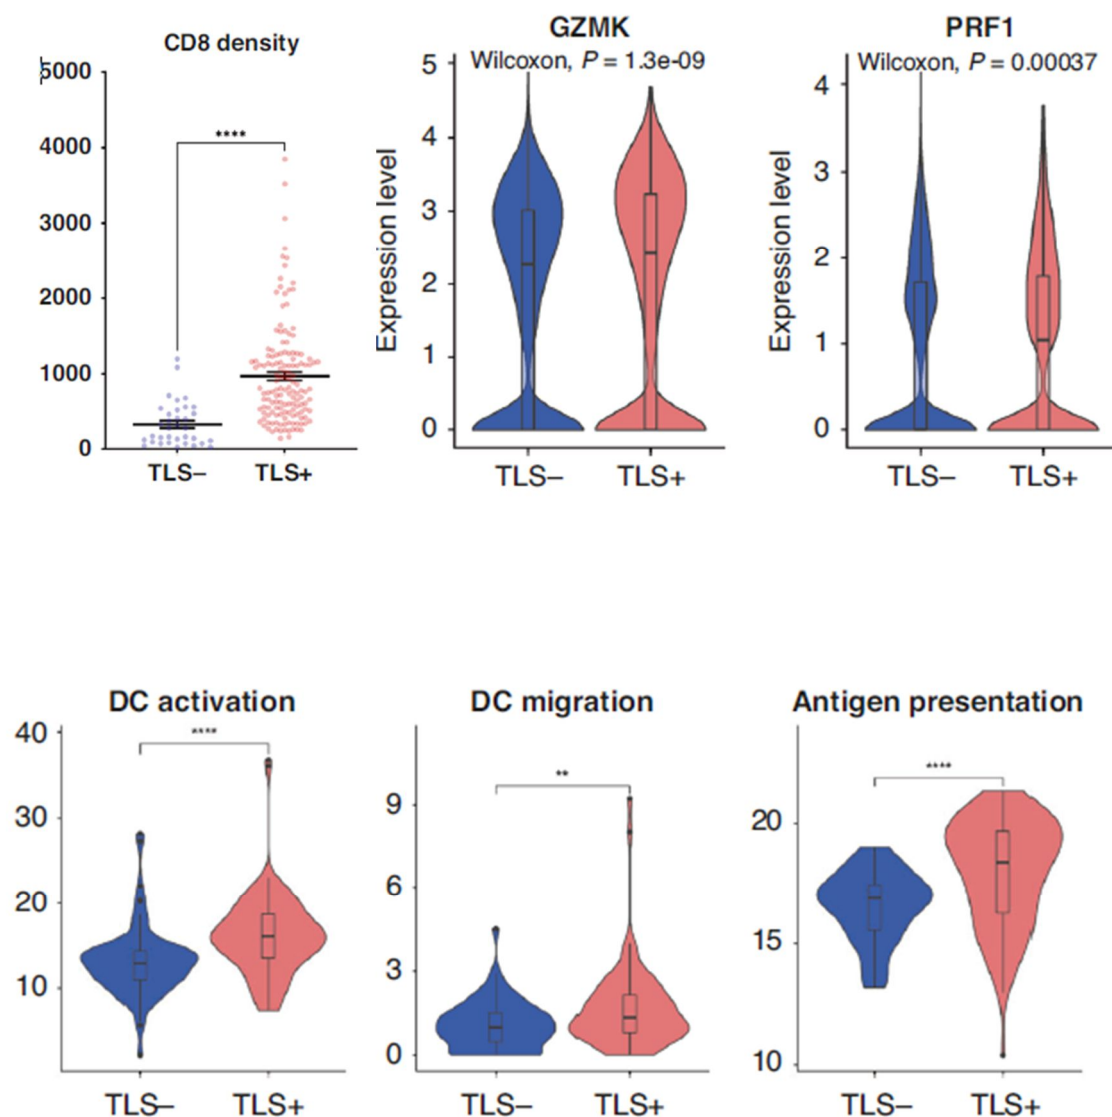 CD8 density
5000
4000
3000
2000
1000
0
****
TLS–
TLS+
GZMK
Wilcoxon, P = 1.3e-09
Expression level
5
4
3
2
1
0
TLS–
TLS+
PRF1
Wilcoxon, P = 0.00037
Expression level
4
3
2
1
0
TLS–
TLS+
DC activation
40
30
20
10
****
TLS–
TLS+
DC migration
9
6
3
0
**
TLS–
TLS+
Antigen presentation
20
15
10
****
TLS–
TLS+